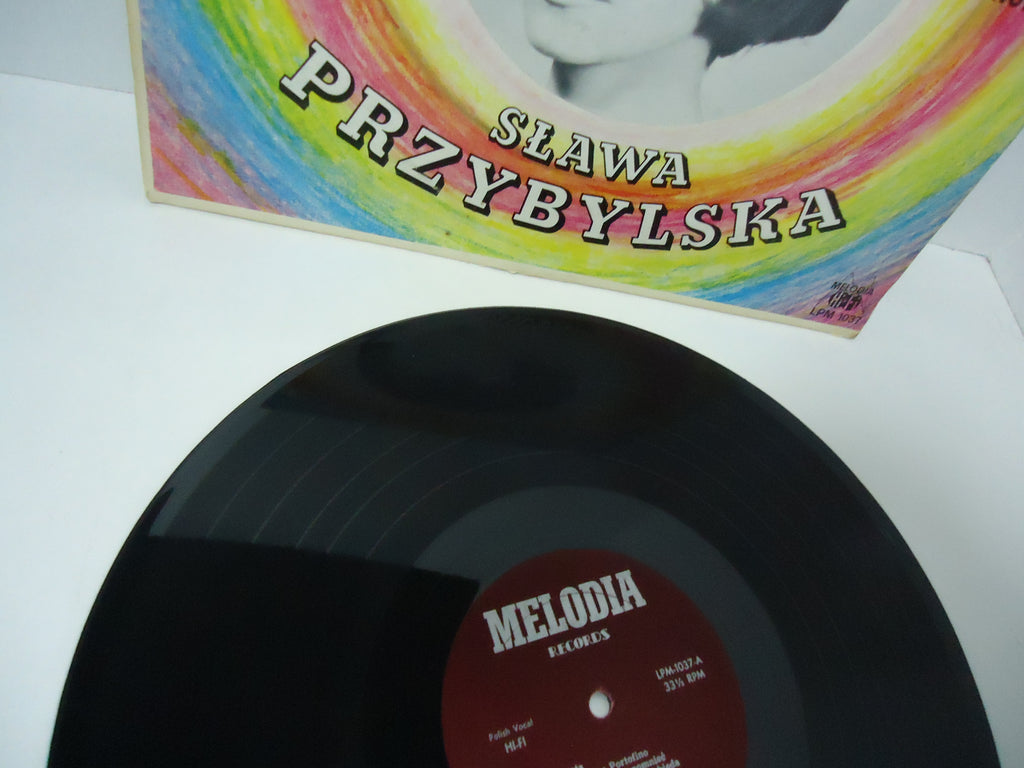 SŁAWA
PRZYBYLSKA
MELODIA
LPM 1037
MELODIA
RECORDS
LPM-1037-A
33⅓ RPM
Polish Vocal
HI-FI
Portofino